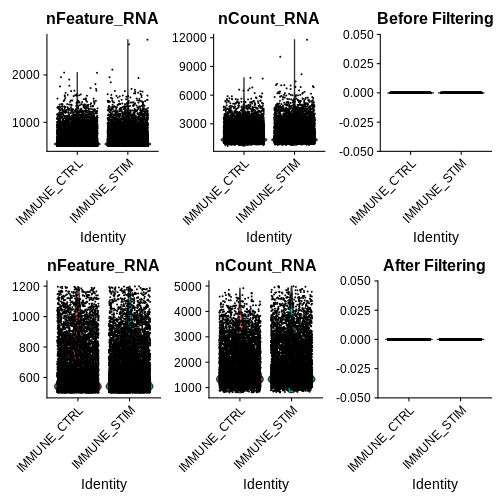 nFeature_RNA
2000
1000
IMMUNE_CTRL
IMMUNE_STIM
Identity
nCount_RNA
12000
9000
6000
3000
IMMUNE_CTRL
IMMUNE_STIM
Identity
Before Filtering
0.050
0.025
0.000
-0.025
-0.050
IMMUNE_CTRL
IMMUNE_STIM
Identity
nFeature_RNA
1200
1000
800
600
IMMUNE_CTRL
IMMUNE_STIM
Identity
nCount_RNA
5000
4000
3000
2000
1000
IMMUNE_CTRL
IMMUNE_STIM
Identity
After Filtering
0.050
0.025
0.000
-0.025
-0.050
IMMUNE_CTRL
IMMUNE_STIM
Identity